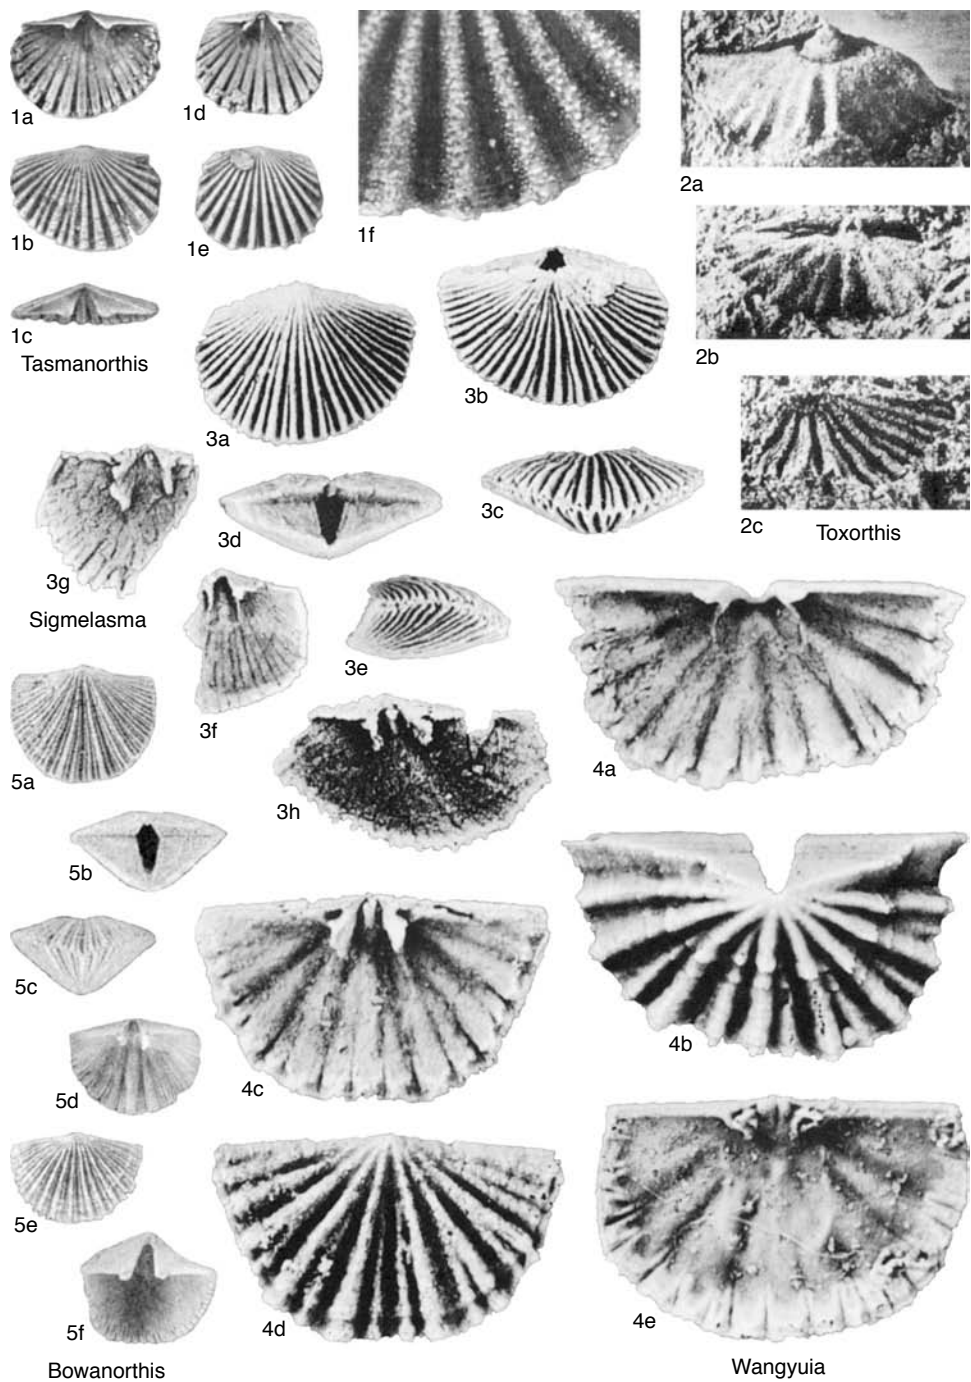 1a
1d
1f
2a
1b
1e
1c
Tasmanorthis
2b
3a
3b
2c
Toxorthis
3g
Sigmelasma
3d
3c
3f
3e
5a
3h
4a
5b
5c
4c
4b
5d
5e
4d
4e
5f
Bowanorthis
Wangyuia